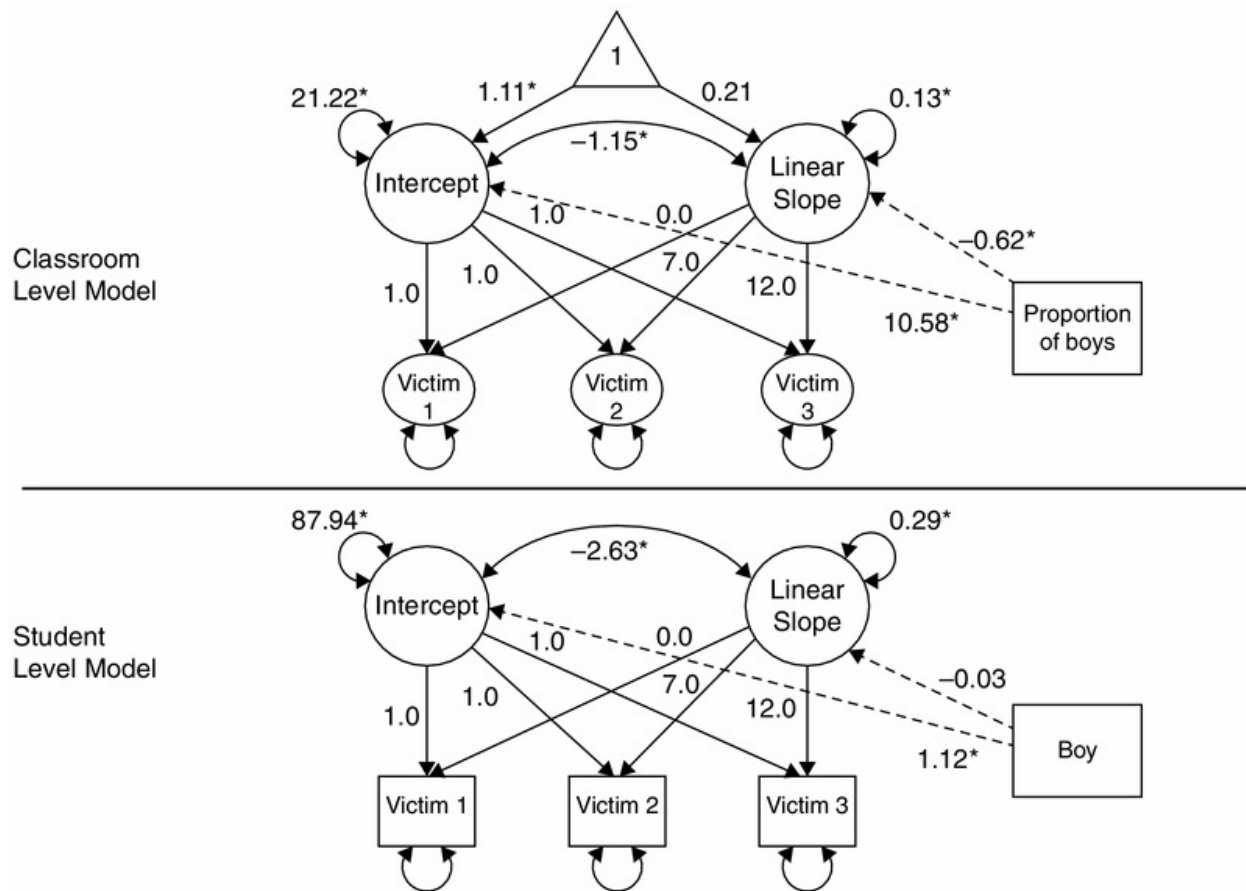 1
21.22*
1.11*
0.21
0.13*
–1.15*
Intercept
Linear
Slope
1.0
0.0
–0.62*
Classroom
Level Model
1.0
1.0
7.0
12.0
10.58*
Proportion
of boys
Victim
1
Victim
2
Victim
3
87.94*
–2.63*
0.29*
Intercept
Linear
Slope
Student
Level Model
1.0
0.0
–0.03
1.0
1.0
7.0
12.0
1.12*
Boy
Victim 1
Victim 2
Victim 3